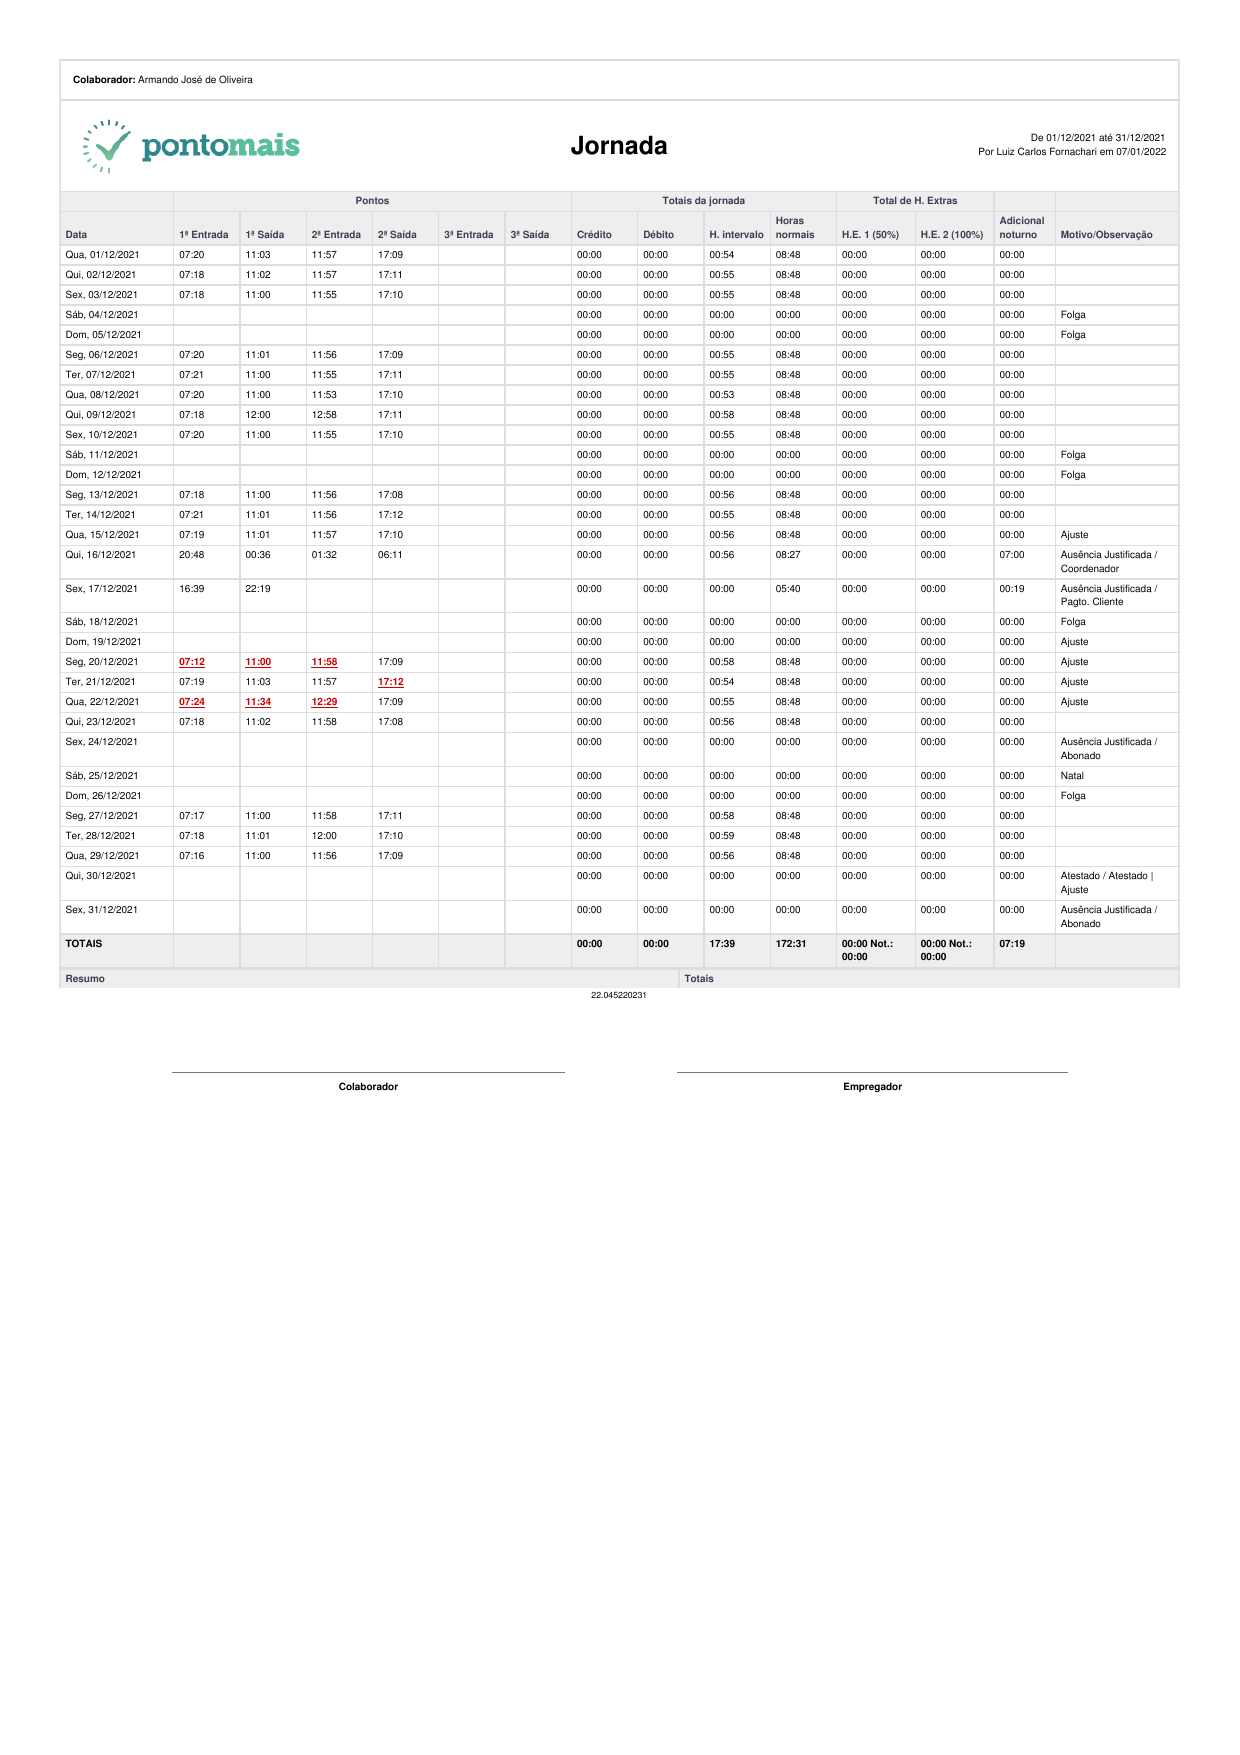 Colaborador: Armando José de Oliveira
pontomais
Jornada
De 01/12/2021 até 31/12/2021
Por Luiz Carlos Fornachari em 07/01/2022
Pontos Totais da jornada Total de H. Extras
Data 1ª Entrada 1ª Saída 2ª Entrada 2ª Saída 3ª Entrada 3ª Saída Crédito Débito H. intervalo Horas normais H.E. 1 (50%) H.E. 2 (100%) Adicional noturno Motivo/Observação
Qua, 01/12/2021 07:20 11:03 11:57 17:09 00:00 00:00 00:54 08:48 00:00 00:00 00:00
Qui, 02/12/2021 07:18 11:02 11:57 17:11 00:00 00:00 00:55 08:48 00:00 00:00 00:00
Sex, 03/12/2021 07:18 11:00 11:55 17:10 00:00 00:00 00:55 08:48 00:00 00:00 00:00
Sáb, 04/12/2021 00:00 00:00 00:00 00:00 00:00 00:00 00:00 Folga
Dom, 05/12/2021 00:00 00:00 00:00 00:00 00:00 00:00 00:00 Folga
Seg, 06/12/2021 07:20 11:01 11:56 17:09 00:00 00:00 00:55 08:48 00:00 00:00 00:00
Ter, 07/12/2021 07:21 11:00 11:55 17:11 00:00 00:00 00:55 08:48 00:00 00:00 00:00
Qua, 08/12/2021 07:20 11:00 11:53 17:10 00:00 00:00 00:53 08:48 00:00 00:00 00:00
Qui, 09/12/2021 07:18 12:00 12:58 17:11 00:00 00:00 00:58 08:48 00:00 00:00 00:00
Sex, 10/12/2021 07:20 11:00 11:55 17:10 00:00 00:00 00:55 08:48 00:00 00:00 00:00
Sáb, 11/12/2021 00:00 00:00 00:00 00:00 00:00 00:00 00:00 Folga
Dom, 12/12/2021 00:00 00:00 00:00 00:00 00:00 00:00 00:00 Folga
Seg, 13/12/2021 07:18 11:00 11:56 17:08 00:00 00:00 00:56 08:48 00:00 00:00 00:00
Ter, 14/12/2021 07:21 11:01 11:56 17:12 00:00 00:00 00:55 08:48 00:00 00:00 00:00
Qua, 15/12/2021 07:19 11:01 11:57 17:10 00:00 00:00 00:56 08:48 00:00 00:00 00:00 Ajuste
Qui, 16/12/2021 20:48 00:36 01:32 06:11 00:00 00:00 00:56 08:27 00:00 00:00 07:00 Ausência Justificada /
Coordenador
Sex, 17/12/2021 16:39 22:19 00:00 00:00 00:00 05:40 00:00 00:00 00:19 Ausência Justificada /
Pagto. Cliente
Sáb, 18/12/2021 00:00 00:00 00:00 00:00 00:00 00:00 00:00 Folga
Dom, 19/12/2021 00:00 00:00 00:00 00:00 00:00 00:00 00:00 Ajuste
Seg, 20/12/2021 07:12 11:00 11:58 17:09 00:00 00:00 00:58 08:48 00:00 00:00 00:00 Ajuste
Ter, 21/12/2021 07:19 11:03 11:57 17:12 00:00 00:00 00:54 08:48 00:00 00:00 00:00 Ajuste
Qua, 22/12/2021 07:24 11:34 12:29 17:09 00:00 00:00 00:55 08:48 00:00 00:00 00:00 Ajuste
Qui, 23/12/2021 07:18 11:02 11:58 17:08 00:00 00:00 00:56 08:48 00:00 00:00 00:00
Sex, 24/12/2021 00:00 00:00 00:00 00:00 00:00 00:00 00:00 Ausência Justificada /
Abonado
Sáb, 25/12/2021 00:00 00:00 00:00 00:00 00:00 00:00 00:00 Natal
Dom, 26/12/2021 00:00 00:00 00:00 00:00 00:00 00:00 00:00 Folga
Seg, 27/12/2021 07:17 11:00 11:58 17:11 00:00 00:00 00:58 08:48 00:00 00:00 00:00
Ter, 28/12/2021 07:18 11:01 12:00 17:10 00:00 00:00 00:59 08:48 00:00 00:00 00:00
Qua, 29/12/2021 07:16 11:00 11:56 17:09 00:00 00:00 00:56 08:48 00:00 00:00 00:00
Qui, 30/12/2021 00:00 00:00 00:00 00:00 00:00 00:00 00:00 Atestado / Atestado |
Ajuste
Sex, 31/12/2021 00:00 00:00 00:00 00:00 00:00 00:00 00:00 Ausência Justificada /
Abonado
TOTAIS 00:00 00:00 17:39 172:31 00:00 Not.: 00:00 00:00 Not.: 00:00 07:19
Resumo Totais
22.045220231
Colaborador Empregador